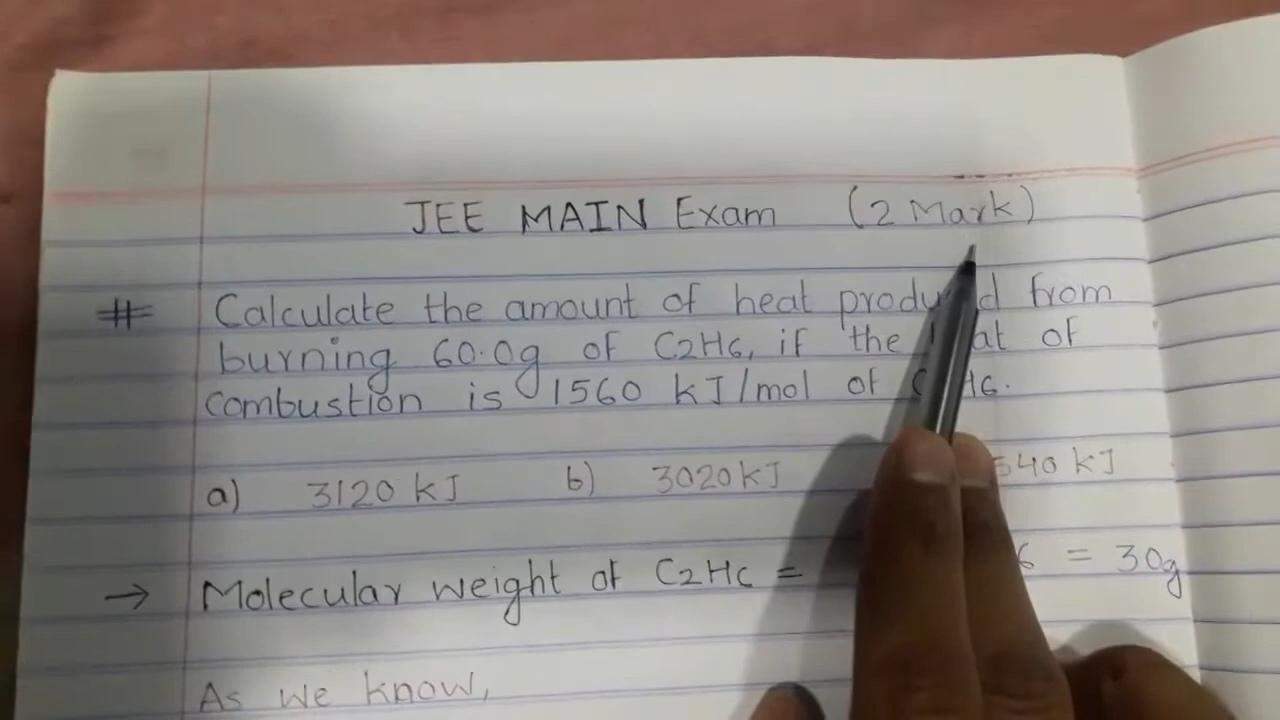 JEE MAIN Exam (2 Mark)
# Calculate the amount of heat from
burning 60.0g of C2H6, if the of
combustion is 1560 kJ/mol of
a) 3120 kJ b) 3020 kJ 540 kJ
→ Molecular weight of C2H6 = 6 = 30g
As we know,